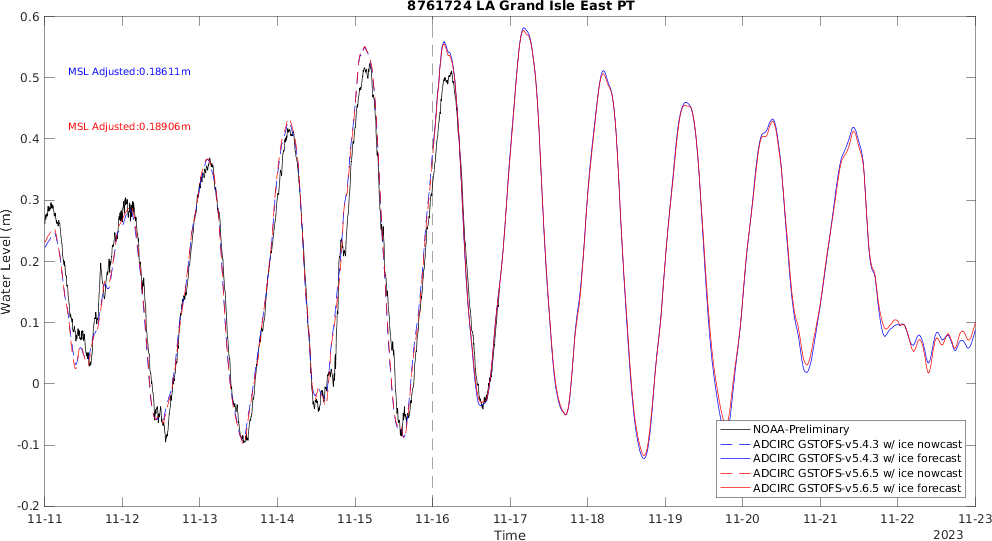 8761724 LA Grand Isle East PT
0.6
0.5
0.4
0.3
0.2
0.1
0
-0.1
-0.2
Water Level (m)
MSL Adjusted:0.18611m
MSL Adjusted:0.18906m
NOAA-Preliminary
ADCIRC GSTOFS-v5.4.3 w/ ice nowcast
ADCIRC GSTOFS-v5.4.3 w/ ice forecast
ADCIRC GSTOFS-v5.6.5 w/ ice nowcast
ADCIRC GSTOFS-v5.6.5 w/ ice forecast
11-11 11-12 11-13 11-14 11-15 11-16 11-17 11-18 11-19 11-20 11-21 11-22 11-23
Time
2023